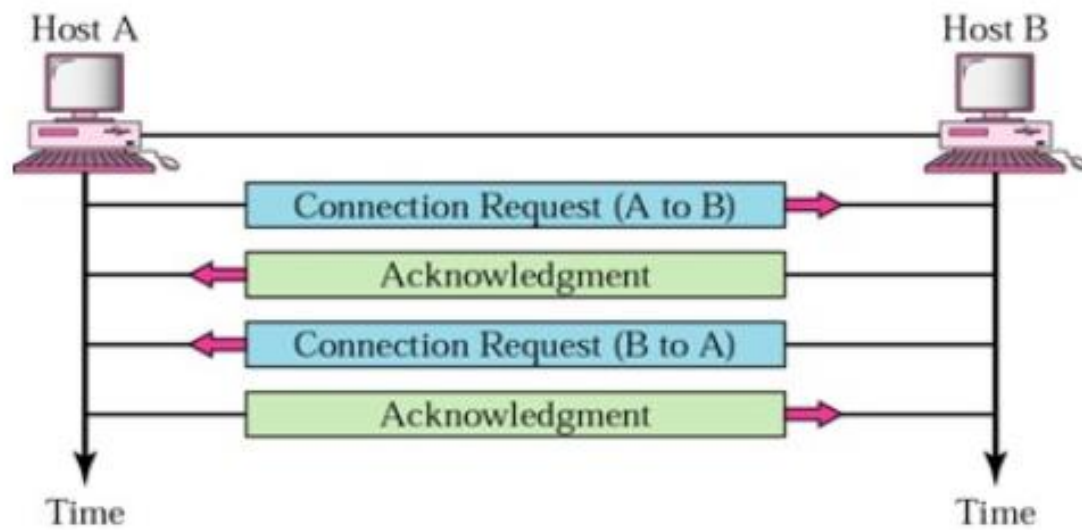 Host A
Host B
Connection Request (A to B)
Acknowledgment
Connection Request (B to A)
Acknowledgment
Time
Time